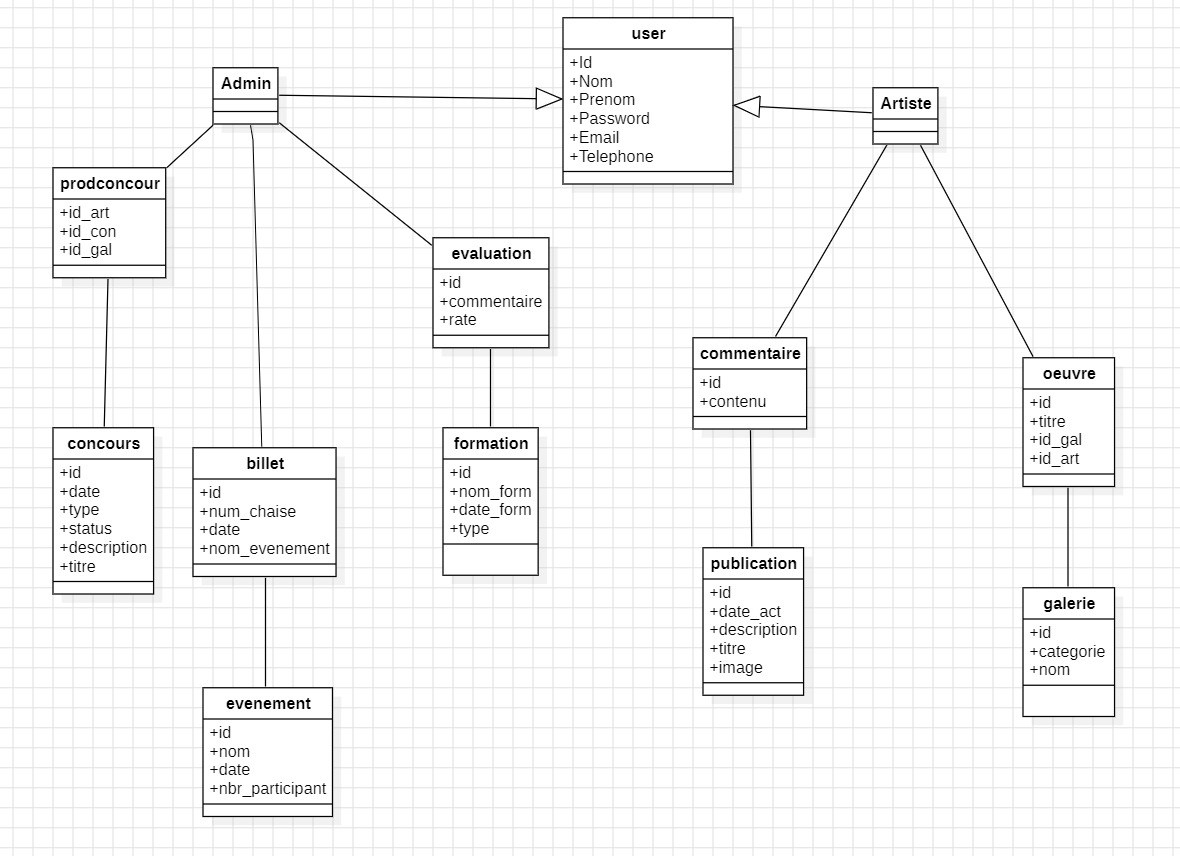 user
+Id
+Nom
+Prenom
+Password
+Email
+Telephone
Admin
Artiste
prodconcour
+id_art
+id_con
+id_gal
evaluation
+id
+commentaire
+rate
commentaire
+id
+contenu
oeuvre
+id
+titre
+id_gal
+id_art
concours
+id
+date
+type
+status
+description
+titre
billet
+id
+num_chaise
+date
+nom_evenement
formation
+id
+nom_form
+date_form
+type
publication
+id
+date_act
+description
+titre
+image
galerie
+id
+categorie
+nom
evenement
+id
+nom
+date
+nbr_participant